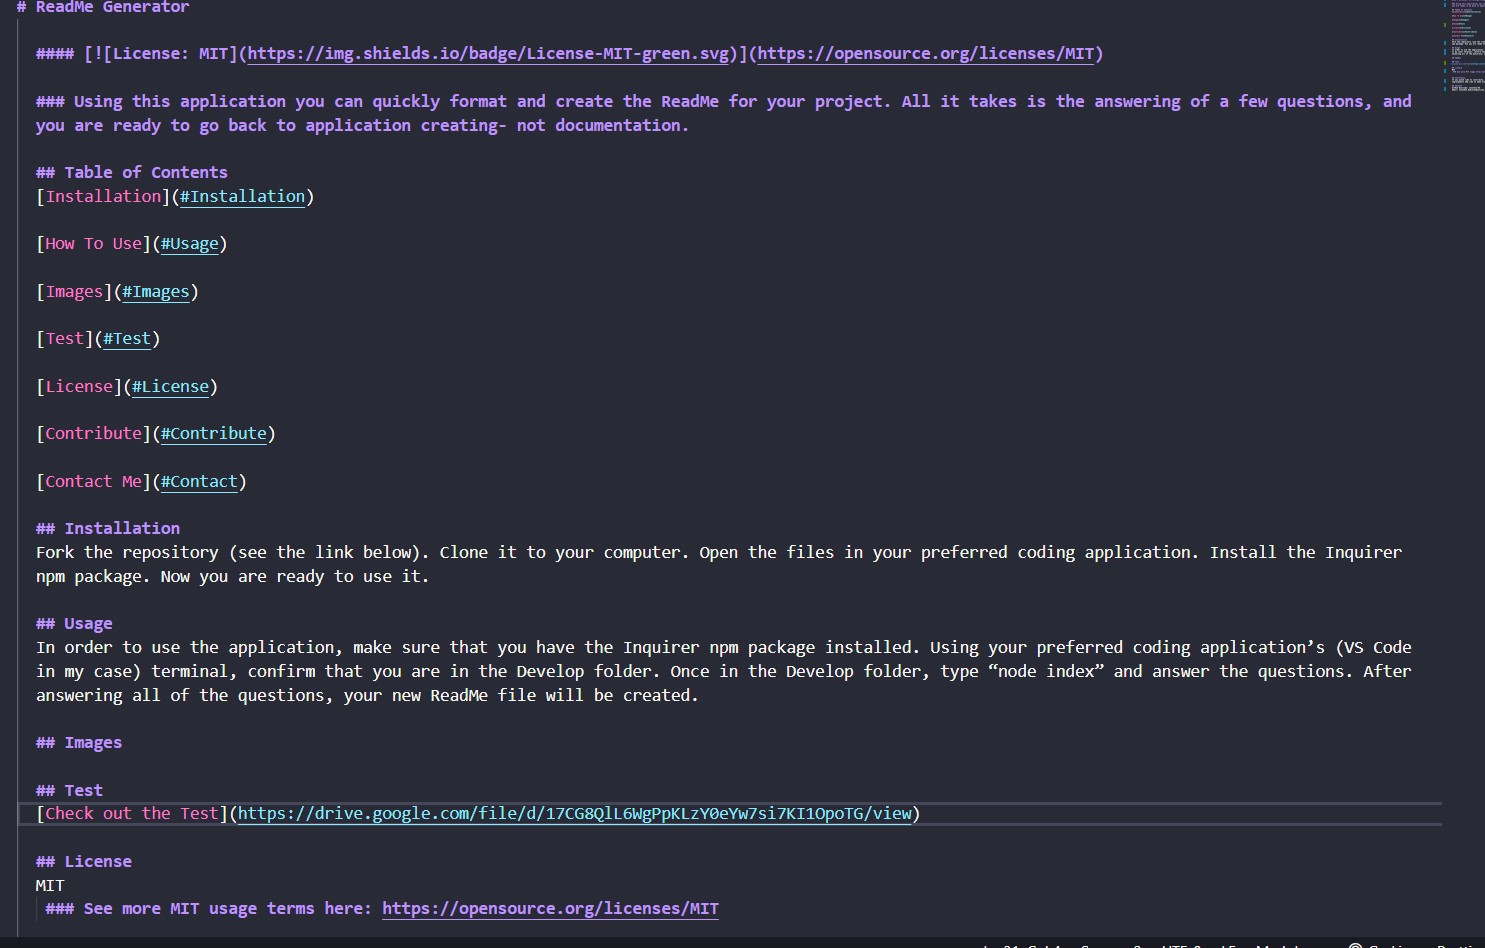 # ReadMe Generator
#### [![License: MIT](https://img.shields.io/badge/License-MIT-green.svg)](https://opensource.org/licenses/MIT)
### Using this application you can quickly format and create the ReadMe for your project. All it takes is the answering of a few questions, and
you are ready to go back to application creating- not documentation.
## Table of Contents
[Installation](#Installation)
[How To Use](#Usage)
[Images](#Images)
[Test](#Test)
[License](#License)
[Contribute](#Contribute)
[Contact Me](#Contact)
## Installation
Fork the repository (see the link below). Clone it to your computer. Open the files in your preferred coding application. Install the Inquirer
npm package. Now you are ready to use it.
## Usage
In order to use the application, make sure that you have the Inquirer npm package installed. Using your preferred coding application’s (VS Code
in my case) terminal, confirm that you are in the Develop folder. Once in the Develop folder, type “node index” and answer the questions. After
answering all of the questions, your new ReadMe file will be created.
## Images
## Test
[Check out the Test](https://drive.google.com/file/d/17CG8QlL6WgPpKLzY0eYw7si7KI1OpoTG/view)
## License
MIT
### See more MIT usage terms here: https://opensource.org/licenses/MIT